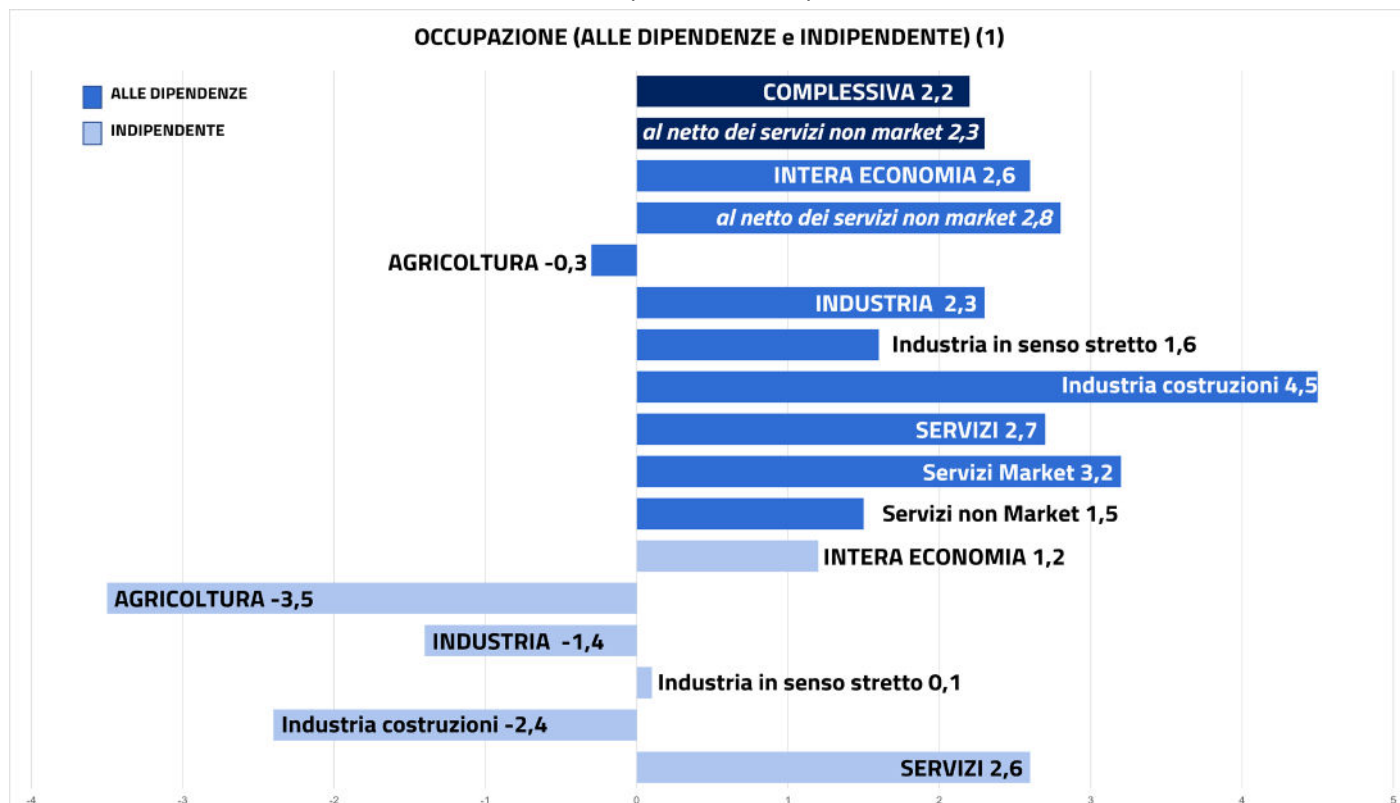 OCCUPAZIONE (ALLE DIPENDENZE e INDIPENDENTE) (1)
ALLE DIPENDENZE
INDIPENDENTE
COMPLESSIVA 2,2
al netto dei servizi non market 2,3
INTERA ECONOMIA 2,6
al netto dei servizi non market 2,8
AGRICOLTURA -0,3
INDUSTRIA 2,3
Industria in senso stretto 1,6
Industria costruzioni 4,5
SERVIZI 2,7
Servizi Market 3,2
Servizi non Market 1,5
INTERA ECONOMIA 1,2
AGRICOLTURA -3,5
INDUSTRIA -1,4
Industria in senso stretto 0,1
Industria costruzioni -2,4
SERVIZI 2,6
-4 -3 -2 -1 0 1 2 3 4 5